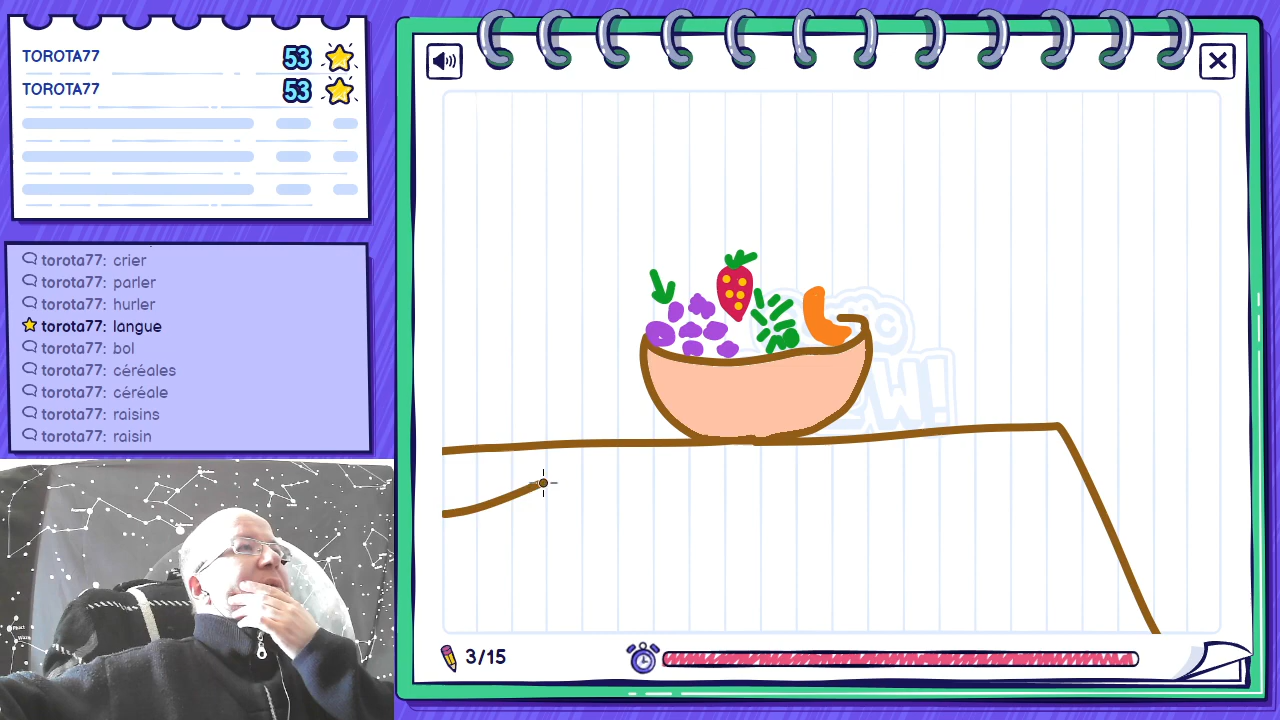 TOROTA77 53
TOROTA77 53
torota77: crier
torota77: parler
torota77: hurler
torota77: langue
torota77: bol
torota77: céréales
torota77: céréale
torota77: raisins
torota77: raisin
3/15